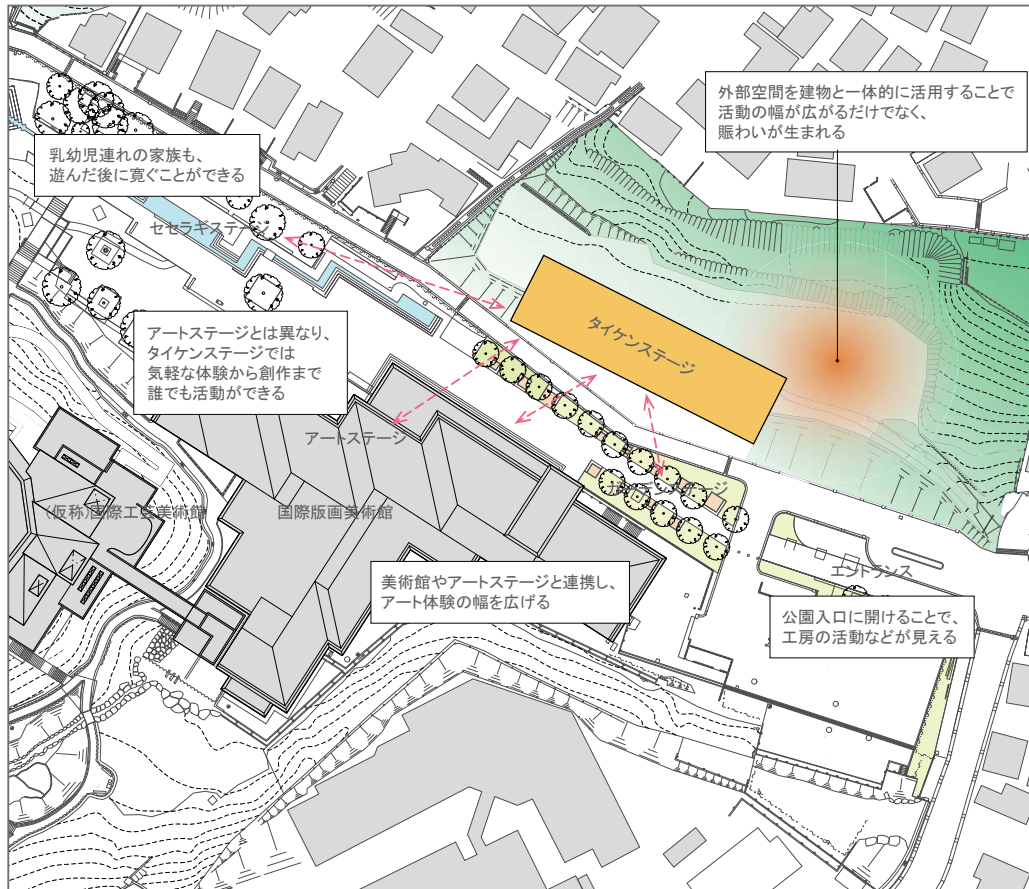 外部空間を建物と一体的に活用することで
活動の幅が広がるだけでなく、
賑わいが生まれる
乳幼児連れの家族も、
遊んだ後に寛ぐことができる
セセラギステージ
タイケンステージ
アートステージとは異なり、
タイケンステージでは
気軽な体験から創作まで
誰でも活動ができる
アートステージ
(仮称)国際工芸美術館
国際版画美術館
エントランス
美術館やアートステージと連携し、
アート体験の幅を広げる
公園入口に開けることで、
工房の活動などが見える